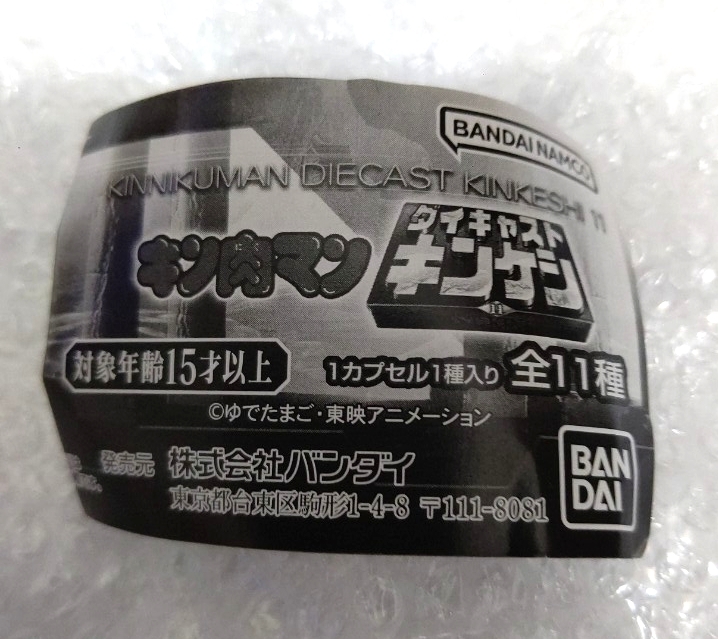 BANDAI NAMCO
KINNIKUMAN DIECAST KINKESHI 11
キン肉マン
ダイキャスト
キンケシ
11
対象年齢15才以上
1カプセル1種入り 全11種
©ゆでたまご・東映アニメーション
発売元 株式会社バンダイ
東京都台東区駒形1-4-8 〒111-8081
BAN
DAI